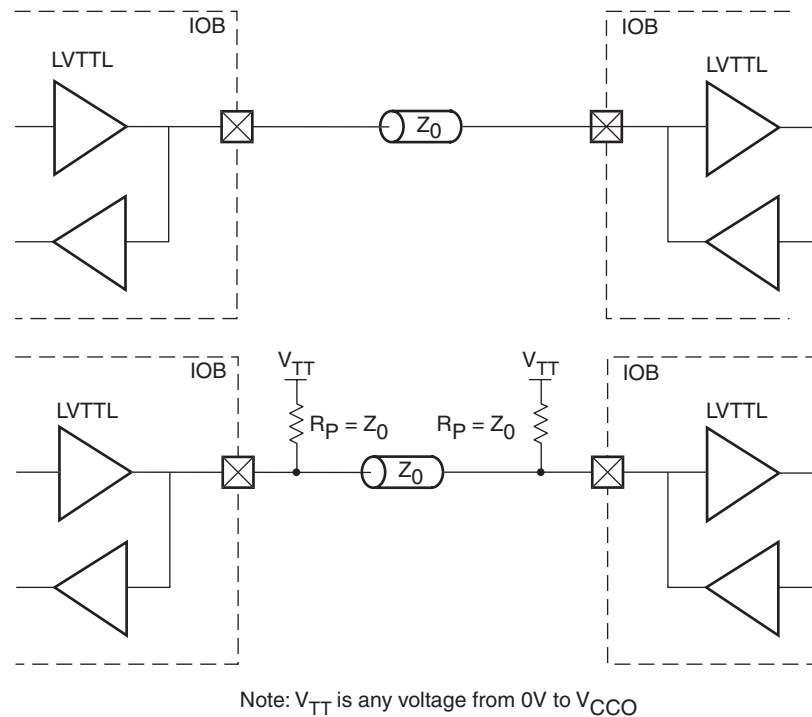 IOB
LVTTL
Z0
IOB
LVTTL
IOB
LVTTL
VTT
RP = Z0
Z0
VTT
RP = Z0
IOB
LVTTL
Note: VTT is any voltage from 0V to VCCO